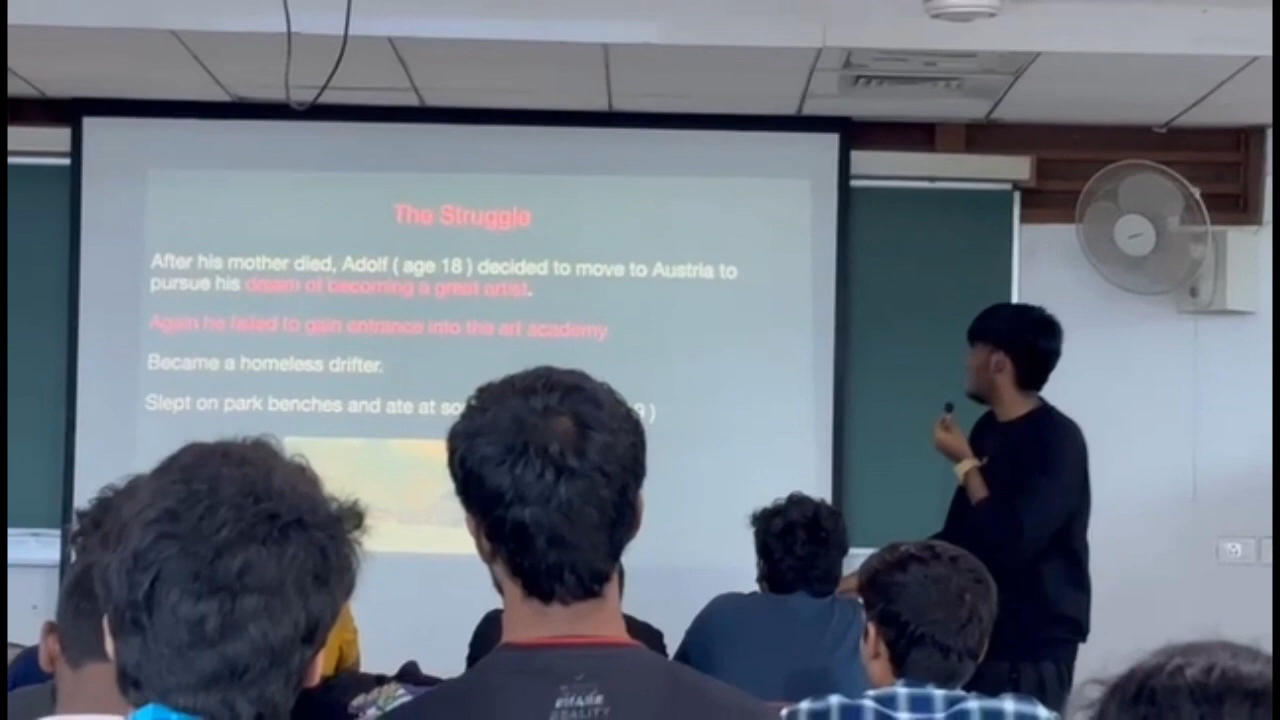 The Struggle
After his mother died, Adolf ( age 18 ) decided to move to Austria to
pursue his dream of becoming a great artist.
Again he failed to gain entrance into the art academy
Became a homeless drifter.
Slept on park benches and ate at